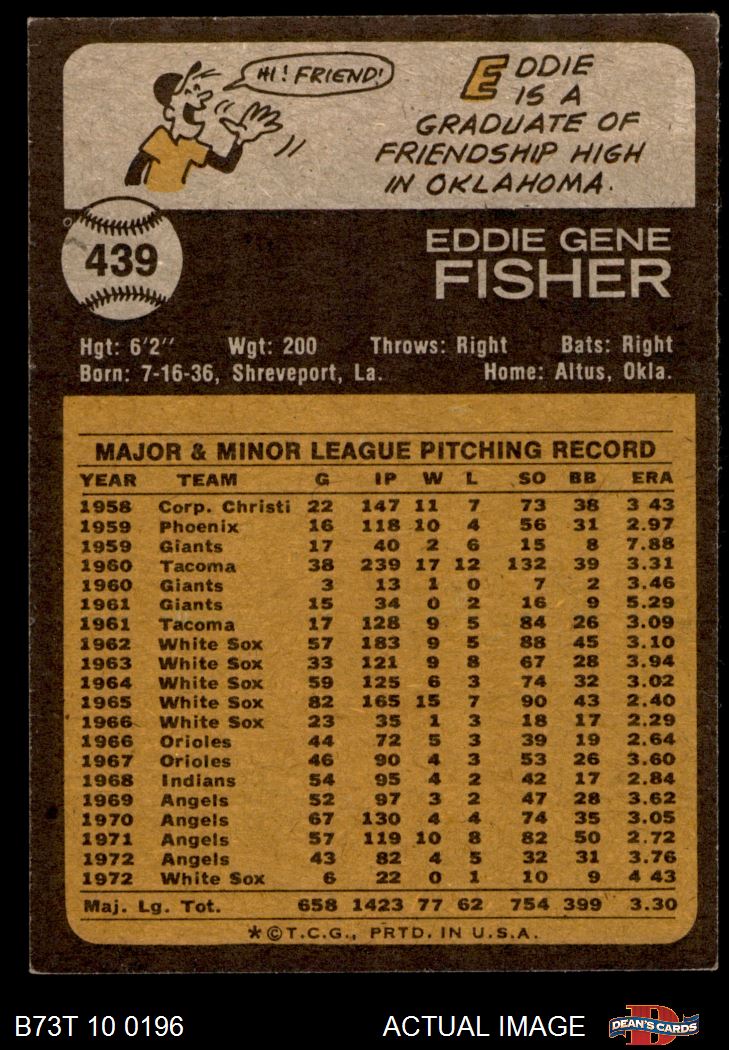 HI! FRIEND!
EDDIE
IS A
GRADUATE OF
FRIENDSHIP HIGH
IN OKLAHOMA.
439
EDDIE GENE
FISHER
Hgt: 6'2" Wgt: 200 Throws: Right Bats: Right
Born: 7-16-36, Shreveport, La. Home: Altus, Okla.
MAJOR & MINOR LEAGUE PITCHING RECORD
YEAR TEAM G IP W L SO BB ERA
1958 Corp. Christi 22 147 11 7 73 38 3 43
1959 Phoenix 16 118 10 4 56 31 2.97
1959 Giants 17 40 2 6 15 8 7.88
1960 Tacoma 38 239 17 12 132 39 3.31
1960 Giants 3 13 1 0 7 2 3.46
1961 Giants 15 34 0 2 16 9 5.29
1961 Tacoma 17 128 9 5 84 26 3.09
1962 White Sox 57 183 9 5 88 45 3.10
1963 White Sox 33 121 9 8 67 28 3.94
1964 White Sox 59 125 6 3 74 32 3.02
1965 White Sox 82 165 15 7 90 43 2.40
1966 White Sox 23 35 1 3 18 17 2.29
1966 Orioles 44 72 5 3 39 19 2.64
1967 Orioles 46 90 4 3 53 26 3.60
1968 Indians 54 95 4 2 42 17 2.84
1969 Angels 52 97 3 2 47 28 3.62
1970 Angels 67 130 4 4 74 35 3.05
1971 Angels 57 119 10 8 82 50 2.72
1972 Angels 43 82 4 5 32 31 3.76
1972 White Sox 6 22 0 1 10 9 4 43
Maj. Lg. Tot. 658 1423 77 62 754 399 3.30
*©T.C.G., PRTD. IN U.S.A.
B73T 10 0196 ACTUAL IMAGE DEAN'S CARDS